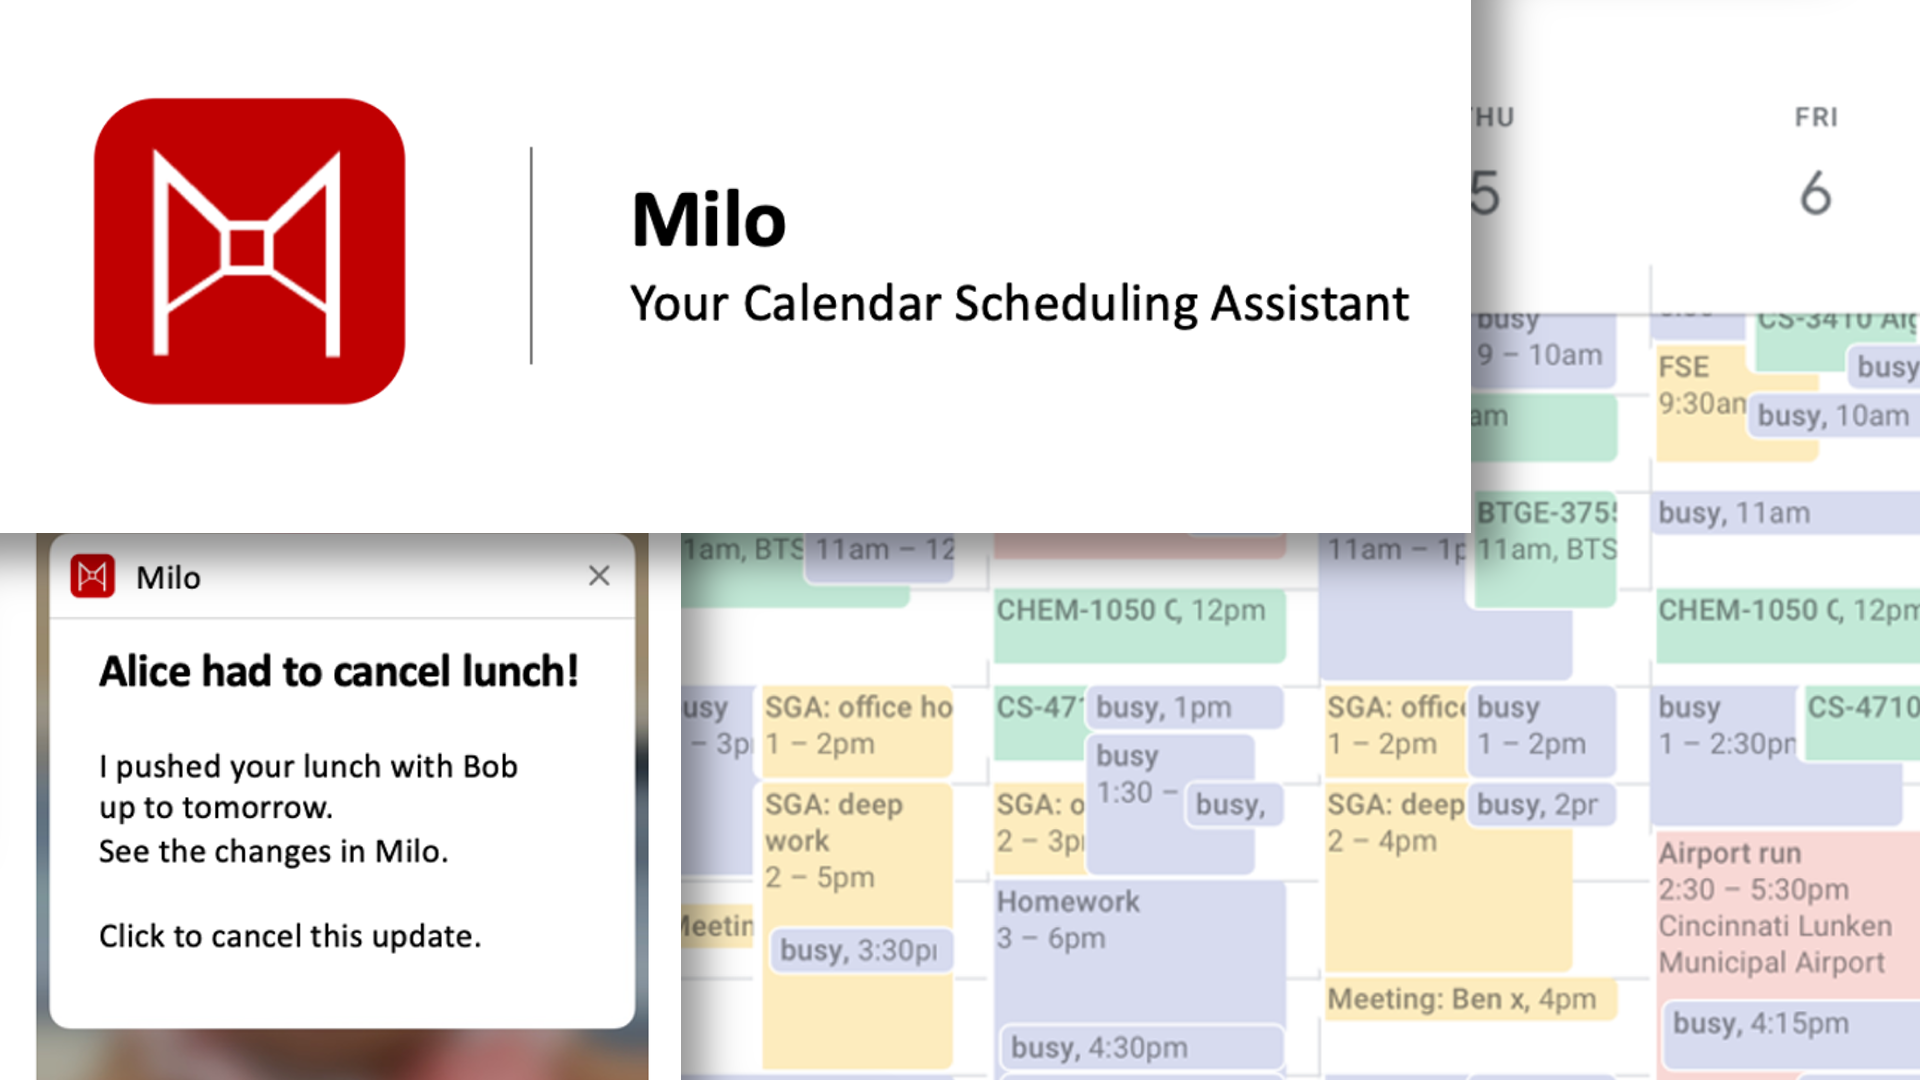 Milo
Your Calendar Scheduling Assistant
Milo
Alice had to cancel lunch!
I pushed your lunch with Bob
up to tomorrow.
See the changes in Milo.
Click to cancel this update.
HU
5
FRI
6
1am, BTS
11am – 12
usy
– 3p
SGA: office ho
1 – 2pm
SGA: deep
work
2 – 5pm
Meetin
busy, 3:30p
CHEM-1050 C, 12pm
CS-47
busy, 1pm
busy
1:30 –
busy,
SGA: o
2 – 3p
Homework
3 – 6pm
busy, 4:30pm
11am – 1p
SGA: offic
1 – 2pm
SGA: deep
2 – 4pm
Meeting: Ben x, 4pm
busy
9 – 10am
am
BTGE-375
11am, BTS
busy
1 – 2pm
busy, 2p
CS-3410 Alg
FSE
9:30am
busy
busy, 10am
busy, 11am
CHEM-1050 C, 12pm
busy
1 – 2:30pm
CS-4710
Airport run
2:30 – 5:30pm
Cincinnati Lunken
Municipal Airport
busy, 4:15pm